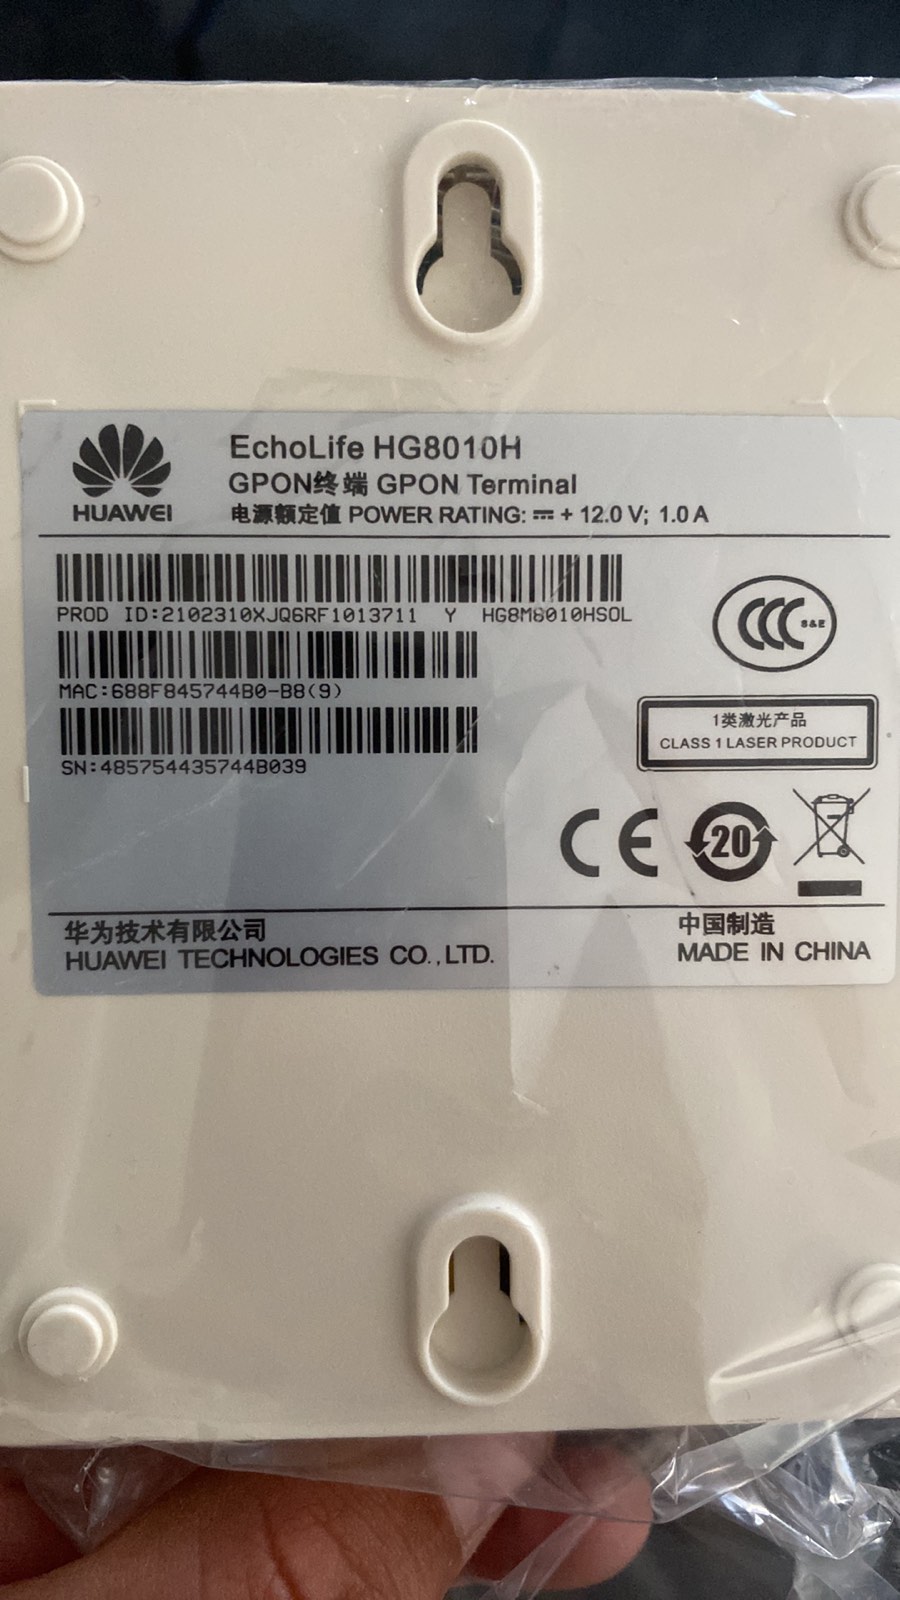 HUAWEI
EchoLife HG8010H
GPON终端 GPON Terminal
电源额定值 POWER RATING: ⎓ + 12.0 V; 1.0 A
PROD ID:2102310XJQ6RF1013711 Y HG8M8010HSOL
MAC:688F845744B0-B8(9)
SN:485754435744B039
CCC S&E
1类激光产品
CLASS 1 LASER PRODUCT
CE
20
华为技术有限公司
HUAWEI TECHNOLOGIES CO.,LTD.
中国制造
MADE IN CHINA